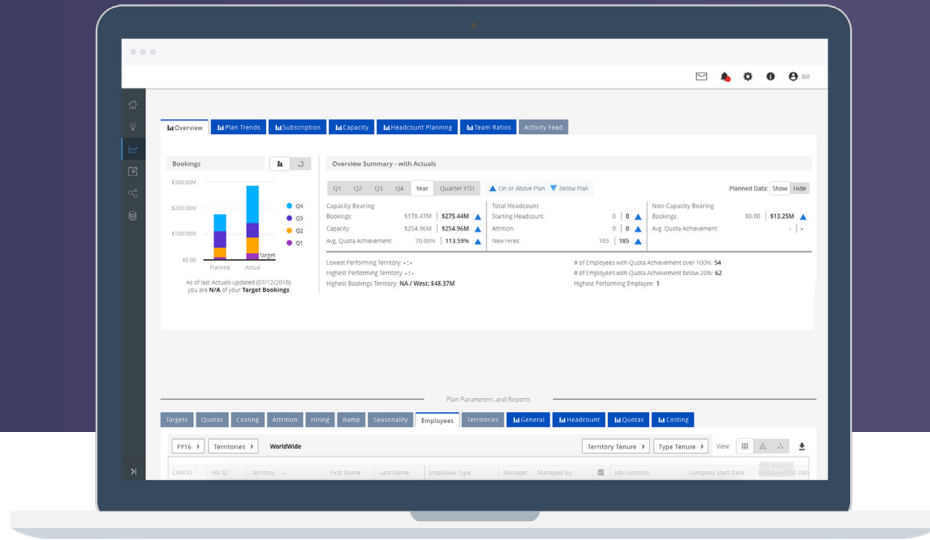 Bill
Overview Plan Trends Subscription Capacity Headcount Planning Team Ratios Activity Feed
Bookings
$300.00M
$200.00M
$100.00M
$0.00
Planned Actual
Target
Q4
Q3
Q2
Q1
As of last Actuals updated (07/12/2018)
you are N/A of your Target Bookings
Overview Summary - with Actuals
Q1 Q2 Q3 Q4 Year Quarter YTD On or Above Plan Below Plan Planned Data: Show Hide
Capacity Bearing
Bookings: $178.47M $275.44M
Capacity: $254.96M $254.96M
Avg. Quota Achievement: 70.00% 113.59%
Total Headcount
Starting Headcount: 0 0
Attrition: 0 0
New Hires: 185 185
Non-Capacity Bearing
Bookings: $0.00 $13.25M
Avg. Quota Achievement: - -
Lowest Performing Territory: - : -
Highest Performing Territory: - : -
Highest Bookings Territory: NA / West: $48.37M
# of Employees with Quota Achievement over 100%: 54
# of Employees with Quota Achievement below 20%: 62
Highest Performing Employee: 1
Plan Parameters and Reports
Targets Quotas Costing Attrition Hiring Ramp Seasonality Employees Territories General Headcount Quotas Costing
FY16 > Territories > WorldWide Territory Tenure > Type Tenure > View:
CRM ID HR ID Territory First Name Last Name Employee Type Manager Managed By Job Function Company Start Date